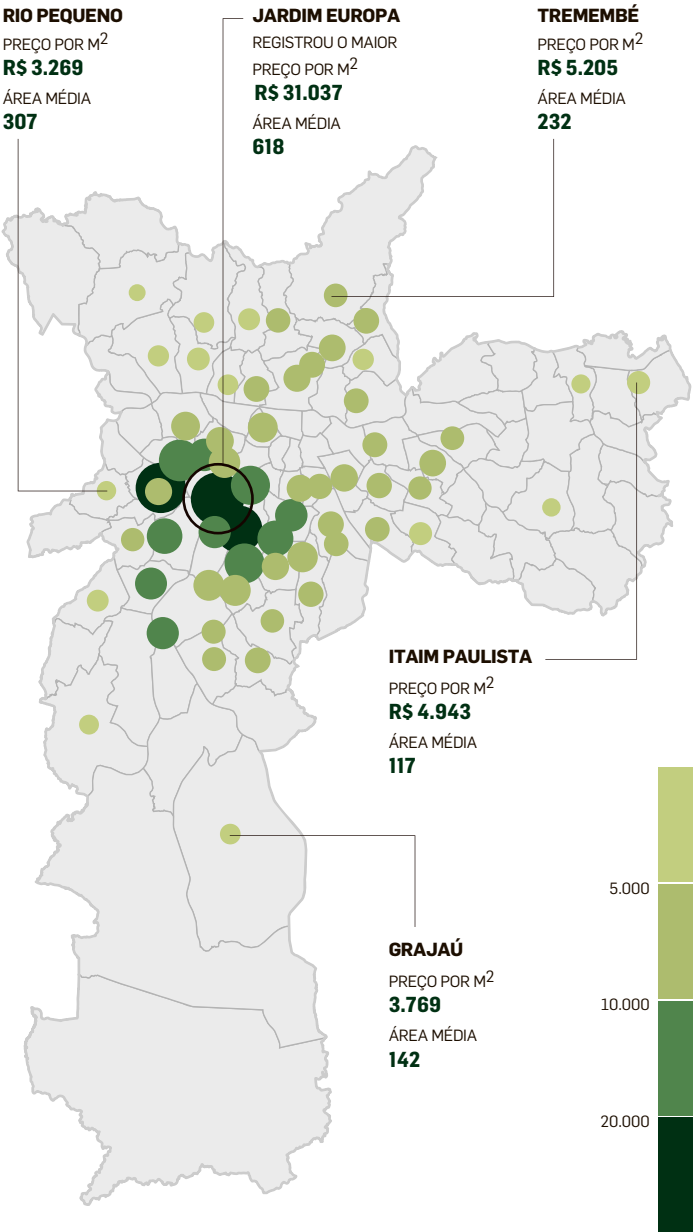 RIO PEQUENO
PREÇO POR M²
R$ 3.269
ÁREA MÉDIA
307
JARDIM EUROPA
REGISTROU O MAIOR
PREÇO POR M²
R$ 31.037
ÁREA MÉDIA
618
TREMEMBÉ
PREÇO POR M²
R$ 5.205
ÁREA MÉDIA
232
ITAIM PAULISTA
PREÇO POR M²
R$ 4.943
ÁREA MÉDIA
117
GRAJAÚ
PREÇO POR M²
3.769
ÁREA MÉDIA
142
5.000
10.000
20.000